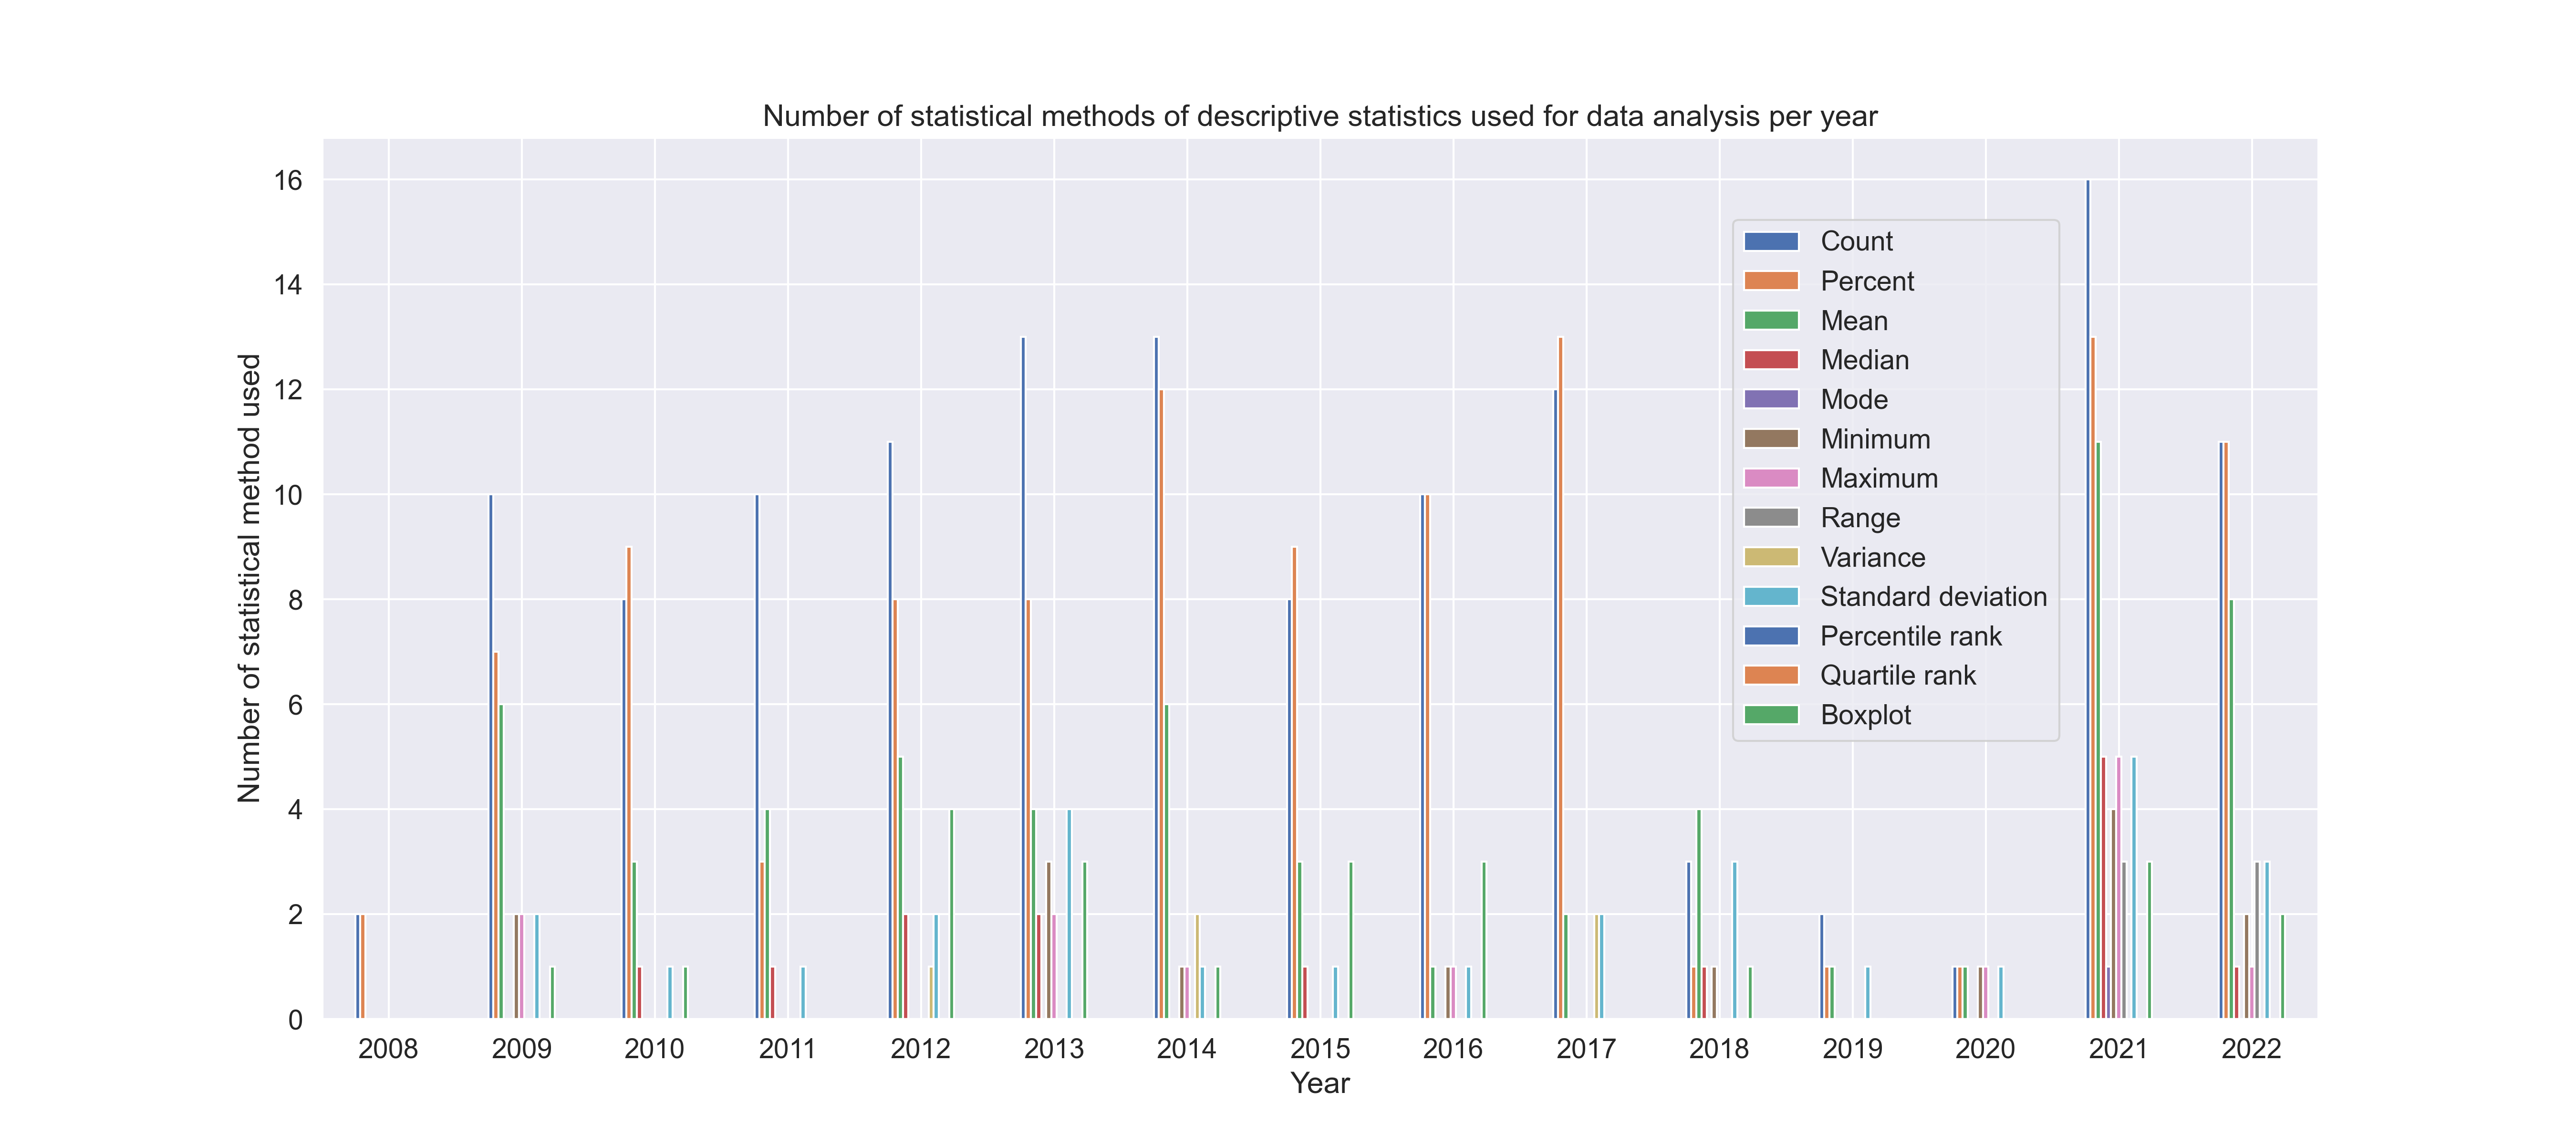 Number of statistical methods of descriptive statistics used for data analysis per year
Number of statistical method used
16
14
12
10
8
6
4
2
0
Count
Percent
Mean
Median
Mode
Minimum
Maximum
Range
Variance
Standard deviation
Percentile rank
Quartile rank
Boxplot
2008 2009 2010 2011 2012 2013 2014 2015 2016 2017 2018 2019 2020 2021 2022
Year